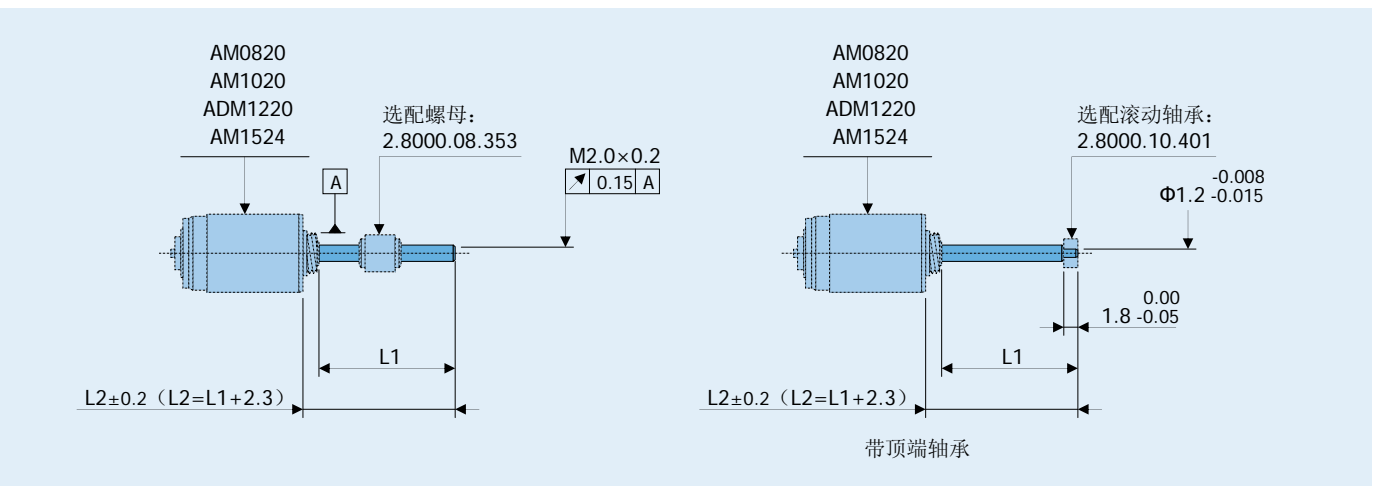 AM0820
AM1020
ADM1220
AM1524
选配螺母：
2.8000.08.353
M2.0×0.2
0.15 A
A
L1
L2±0.2（L2=L1+2.3）
AM0820
AM1020
ADM1220
AM1524
选配滚动轴承：
2.8000.10.401
-0.008
Φ1.2 -0.015
0.00
1.8 -0.05
L1
L2±0.2（L2=L1+2.3）
带顶端轴承